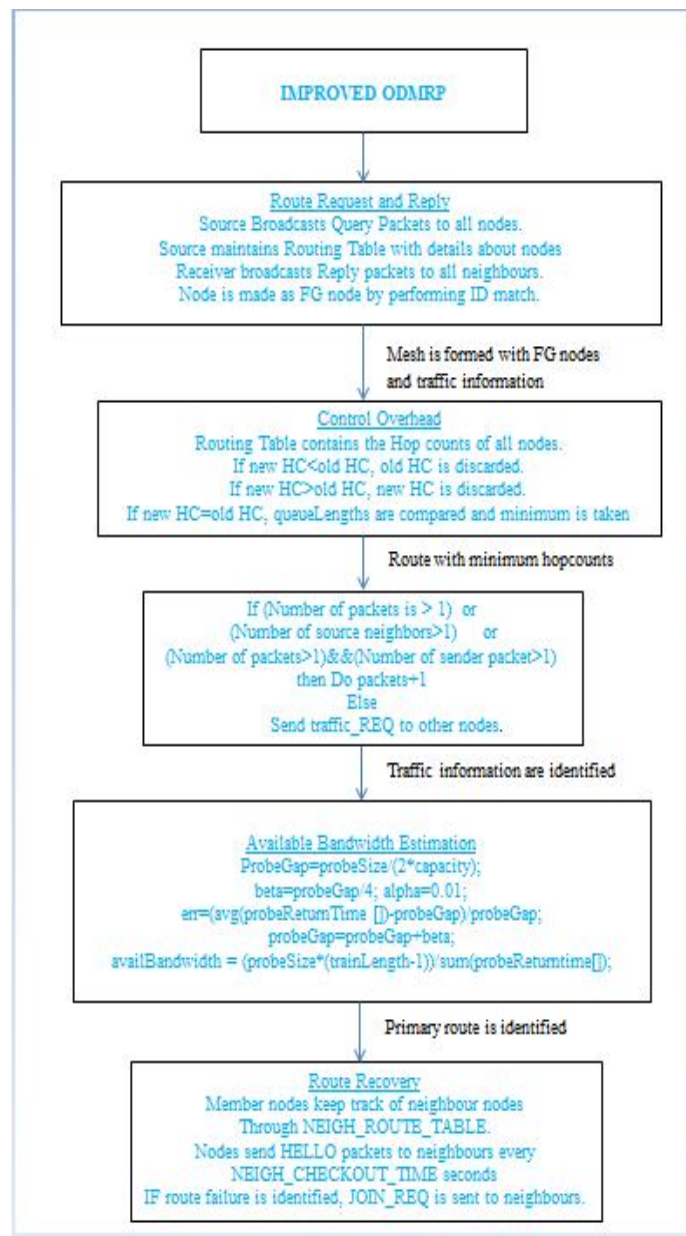 IMPROVED ODMRP
Route Request and Reply
Source Broadcasts Query Packets to all nodes.
Source maintains Routing Table with details about nodes
Receiver broadcasts Reply packets to all neighbours.
Node is made as FG node by performing ID match.
Mesh is formed with FG nodes
and traffic information
Control Overhead
Routing Table contains the Hop counts of all nodes.
If new HC<old HC, old HC is discarded.
If new HC>old HC, new HC is discarded.
If new HC=old HC, queueLengths are compared and minimum is taken
Route with minimum hopcounts
If (Number of packets is > 1) or
(Number of source neighbors>1) or
(Number of packets>1)&&(Number of sender packet>1)
then Do packets+1
Else
Send traffic_REQ to other nodes.
Traffic information are identified
Available Bandwidth Estimation
ProbeGap=probeSize/(2*capacity);
beta=probeGap/4; alpha=0.01;
err=(avg(probeReturnTime [])-probeGap)/probeGap;
probeGap=probeGap+beta;
availBandwidth = (probeSize*(trainLength-1))/sum(probeReturntime[]);
Primary route is identified
Route Recovery
Member nodes keep track of neighbour nodes
Through NEIGH_ROUTE_TABLE.
Nodes send HELLO packets to neighbours every
NEIGH_CHECKOUT_TIME seconds
IF route failure is identified, JOIN_REQ is sent to neighbours.